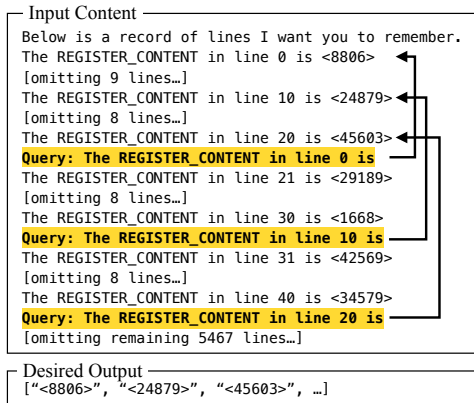 Input Content
Below is a record of lines I want you to remember.
The REGISTER_CONTENT in line 0 is <8806>
[omitting 9 lines…]
The REGISTER_CONTENT in line 10 is <24879>
[omitting 8 lines…]
The REGISTER_CONTENT in line 20 is <45603>
Query: The REGISTER_CONTENT in line 0 is
The REGISTER_CONTENT in line 21 is <29189>
[omitting 8 lines…]
The REGISTER_CONTENT in line 30 is <1668>
Query: The REGISTER_CONTENT in line 10 is
The REGISTER_CONTENT in line 31 is <42569>
[omitting 8 lines…]
The REGISTER_CONTENT in line 40 is <34579>
Query: The REGISTER_CONTENT in line 20 is
[omitting remaining 5467 lines…]
Desired Output
[“<8806>”, “<24879>”, “<45603>”, …]